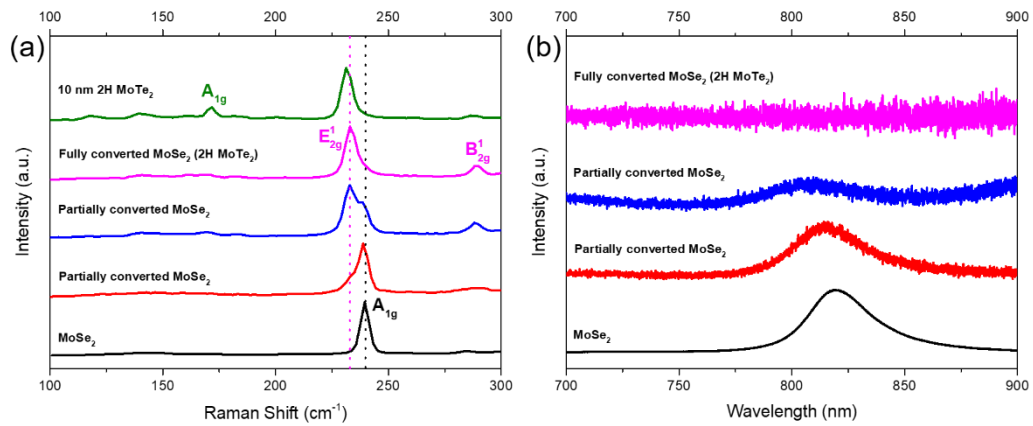 (a)
100 150 200 250 300
10 nm 2H MoTe₂
A₁g
E¹₂g
Fully converted MoSe₂ (2H MoTe₂)
B¹₂g
Partially converted MoSe₂
Partially converted MoSe₂
A₁g
MoSe₂
Intensity (a.u.)
100 150 200 250 300
Raman Shift (cm⁻¹)
(b)
700 750 800 850 900
Fully converted MoSe₂ (2H MoTe₂)
Partially converted MoSe₂
Partially converted MoSe₂
MoSe₂
Intensity (a.u.)
700 750 800 850 900
Wavelength (nm)